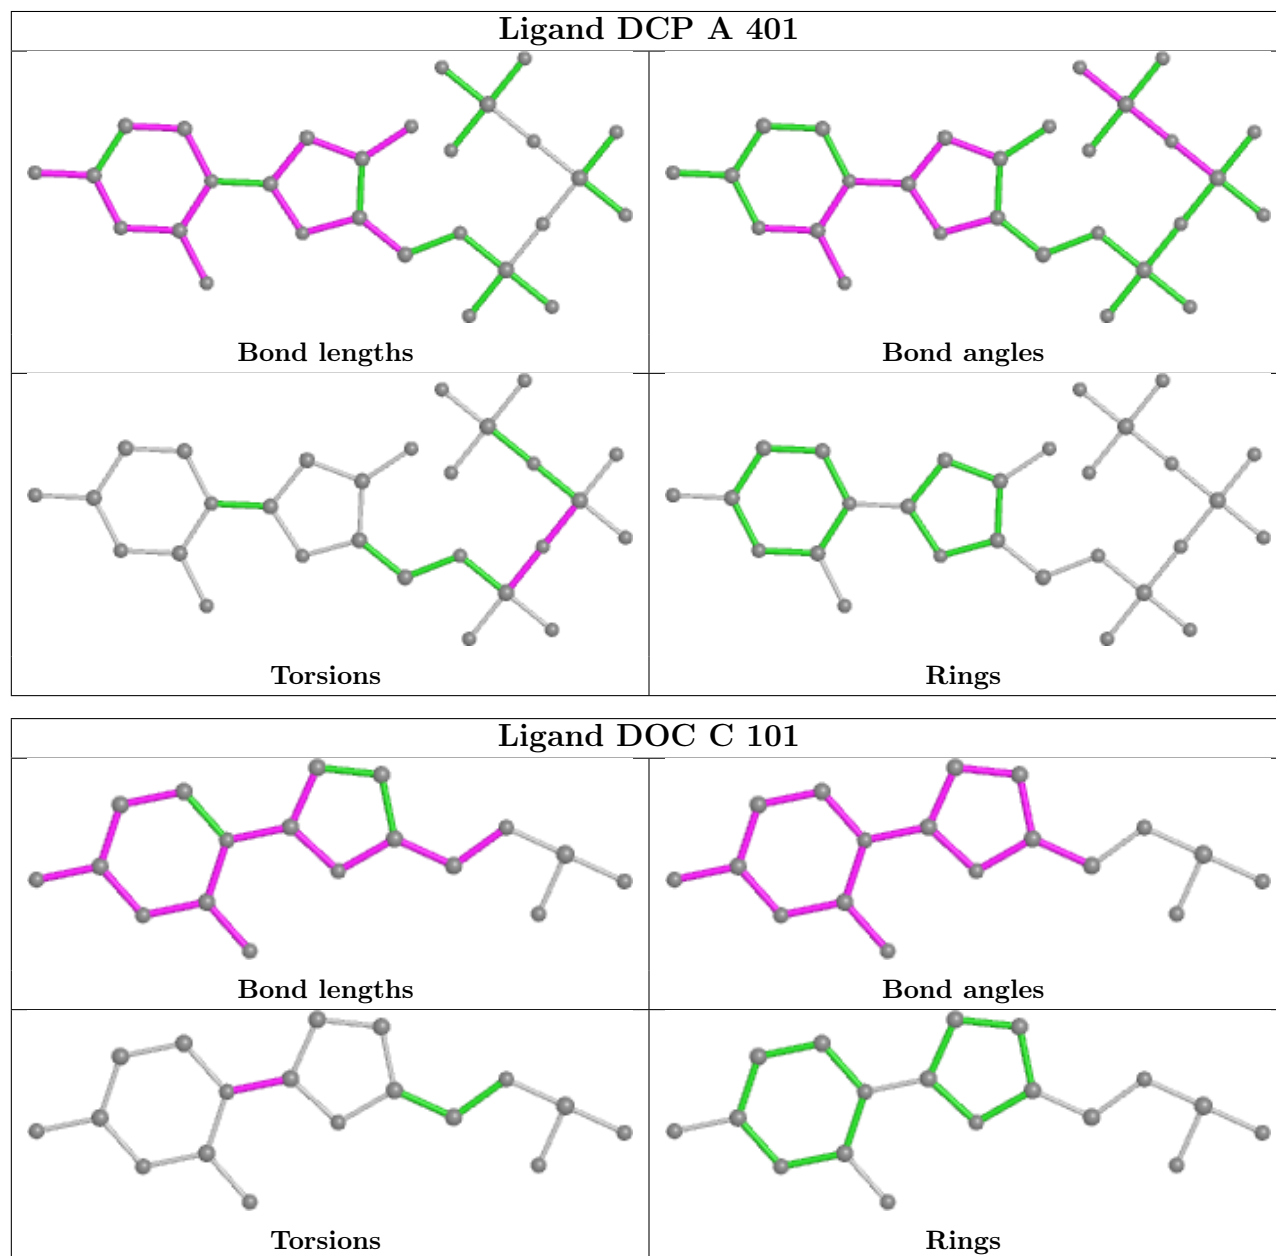 Ligand DCP A 401
Bond lengths
Bond angles
Torsions
Rings
Ligand DOC C 101
Bond lengths
Bond angles
Torsions
Rings